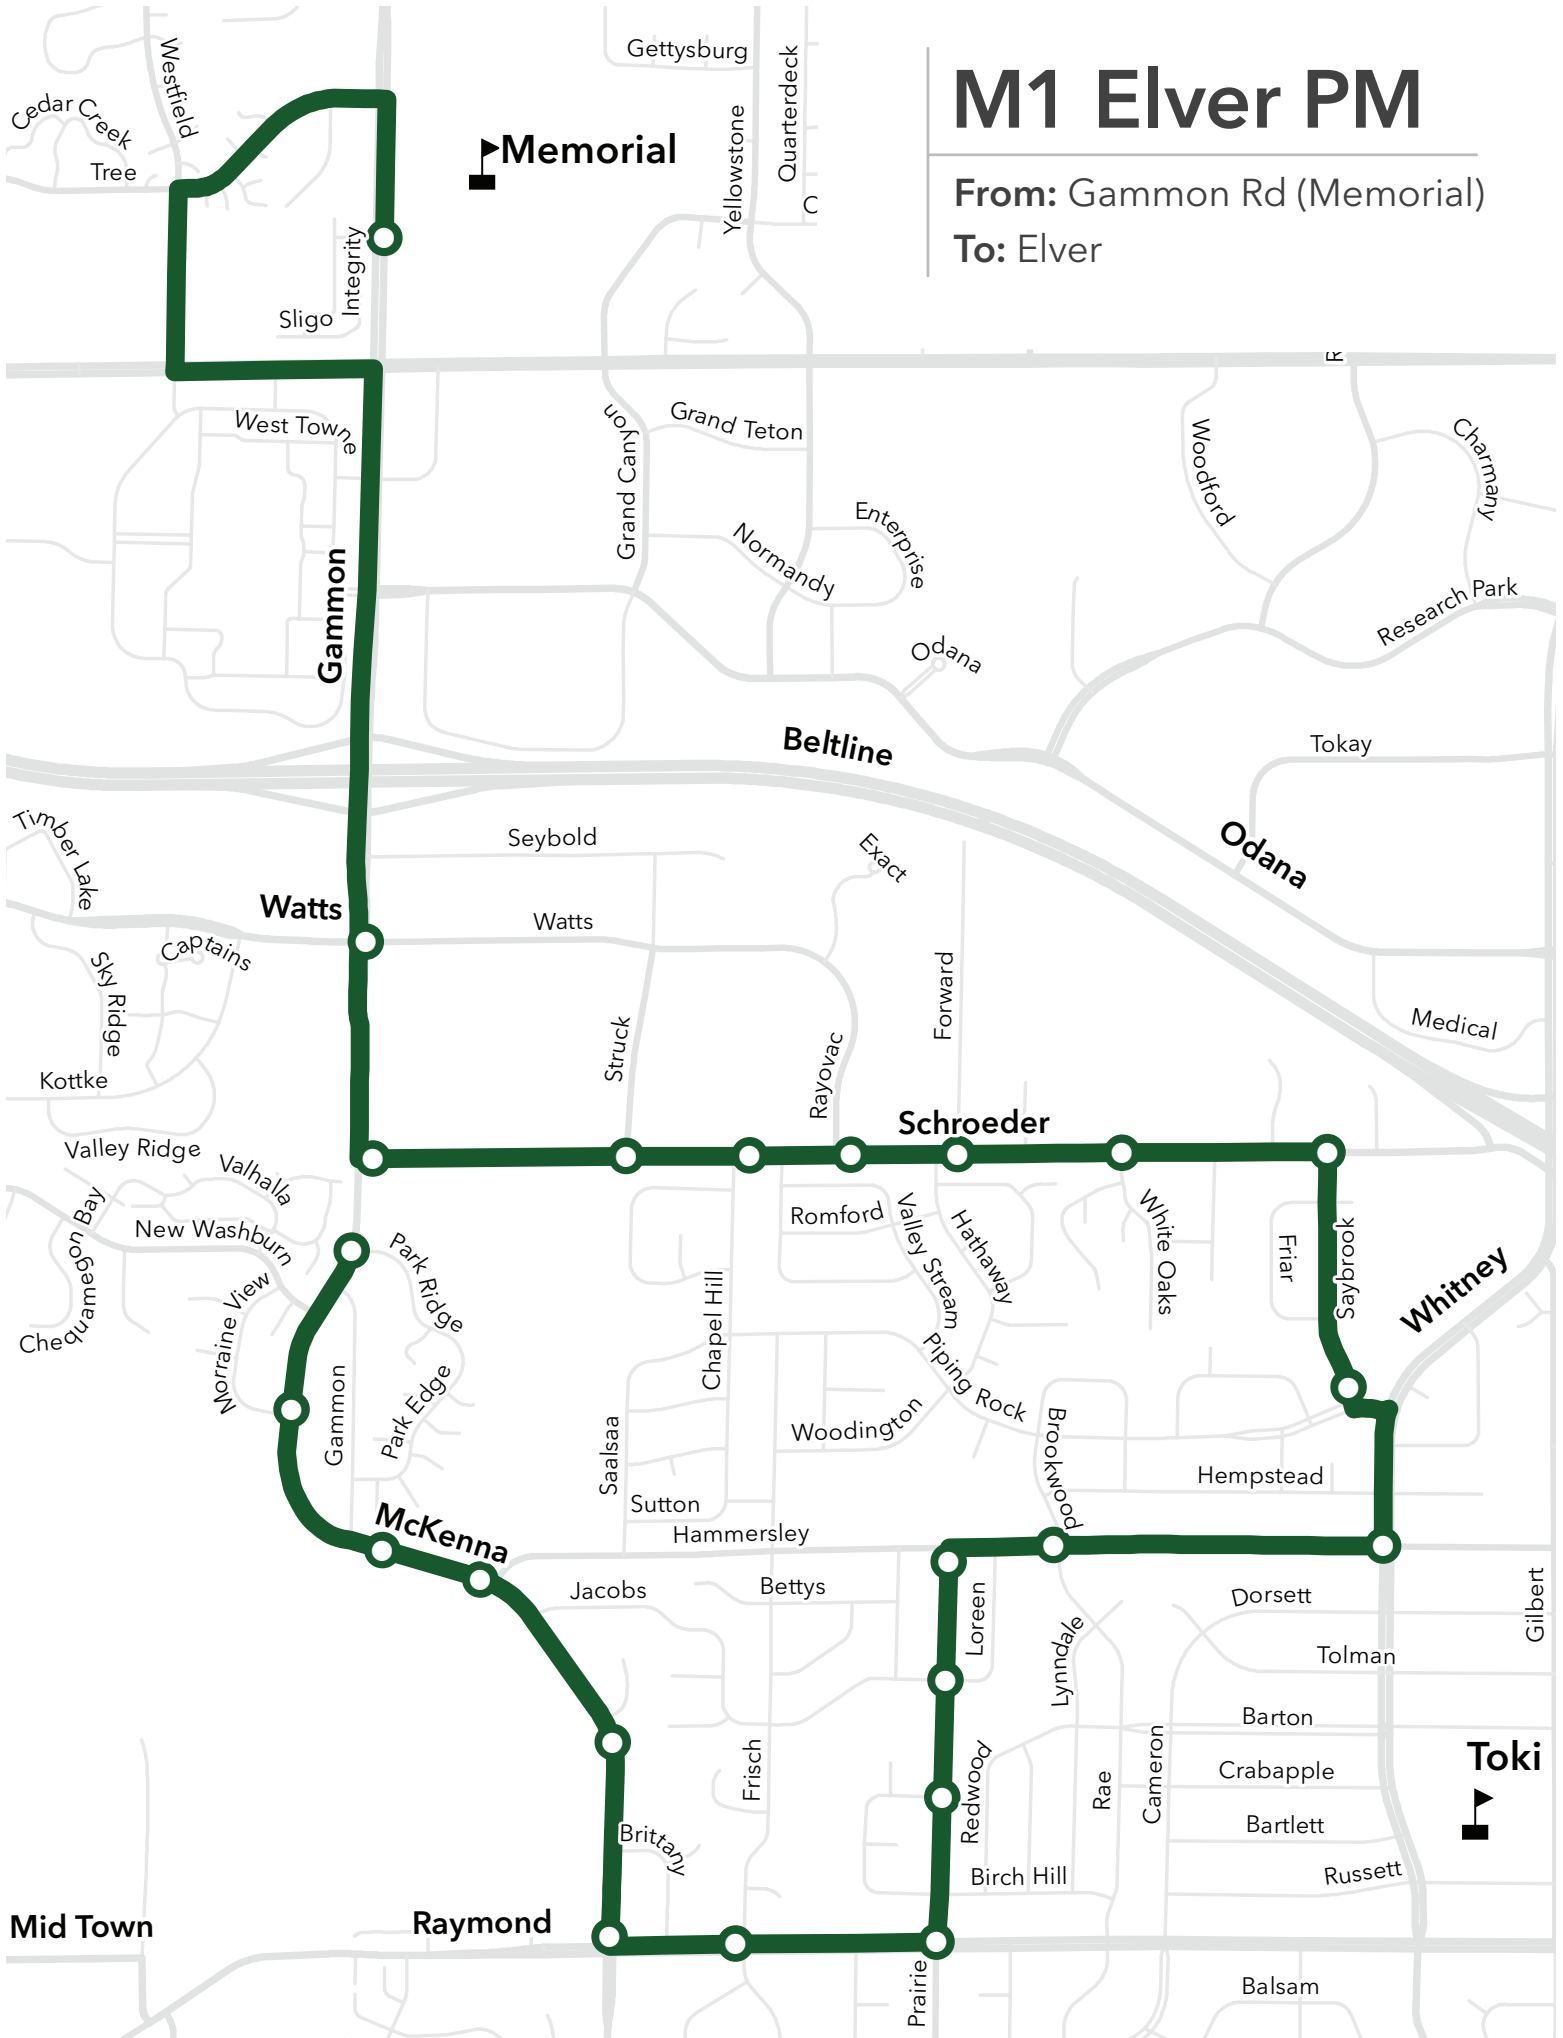 M1 Elver PM
From: Gammon Rd (Memorial)
To: Elver
Gettysburg
Quarterdeck
Westfield
Cedar Creek
Yellowstone
Memorial
Tree
C
Integrity
Sligo
R
West Towne
Grand Canyon
Grand Teton
Woodford
Charmany
Enterprise
Normandy
Gammon
Research Park
Odana
Beltline
Tokay
Timber Lake
Seybold
Exact
Odana
Watts
Watts
Captains
Sky Ridge
Forward
Medical
Struck
Rayovac
Kottke
Schroeder
Valley Ridge
Valhalla
Chequamegon Bay
New Washburn
Park Ridge
Romford
Valley Stream
Hathaway
White Oaks
Friar
Saybrook
Whitney
Morraine View
Chapel Hill
Piping Rock
Gammon
Park Edge
Woodington
Brookwood
Saalsaa
Hempstead
Sutton
McKenna
Hammersley
Jacobs
Bettys
Loreen
Dorsett
Gilbert
Lynndale
Tolman
Barton
Frisch
Redwood
Rae
Cameron
Crabapple
Toki
Bartlett
Brittany
Birch Hill
Russett
Mid Town
Raymond
Prairie
Balsam